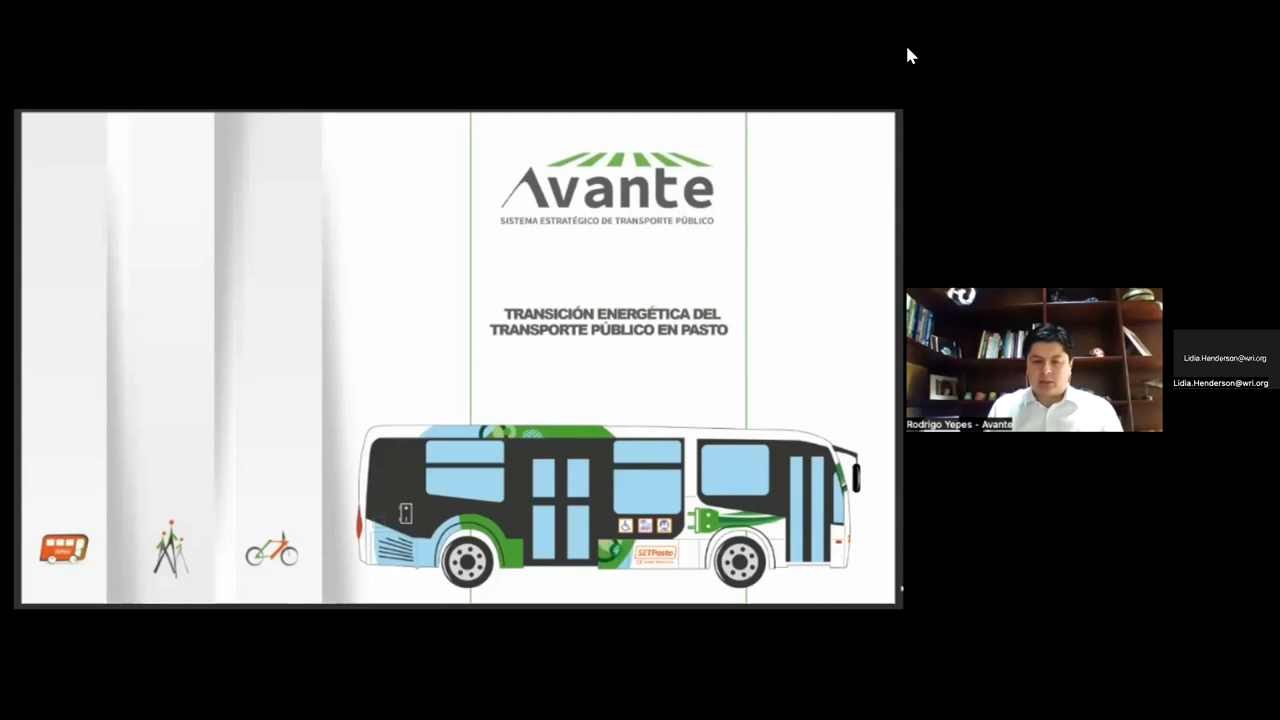 Avante
SISTEMA ESTRATÉGICO DE TRANSPORTE PÚBLICO
TRANSICIÓN ENERGÉTICA DEL
TRANSPORTE PÚBLICO EN PASTO
SETPasto
Rodrigo Yepes - Avante
Lidia.Henderson@wri.org
Lidia.Henderson@wri.org